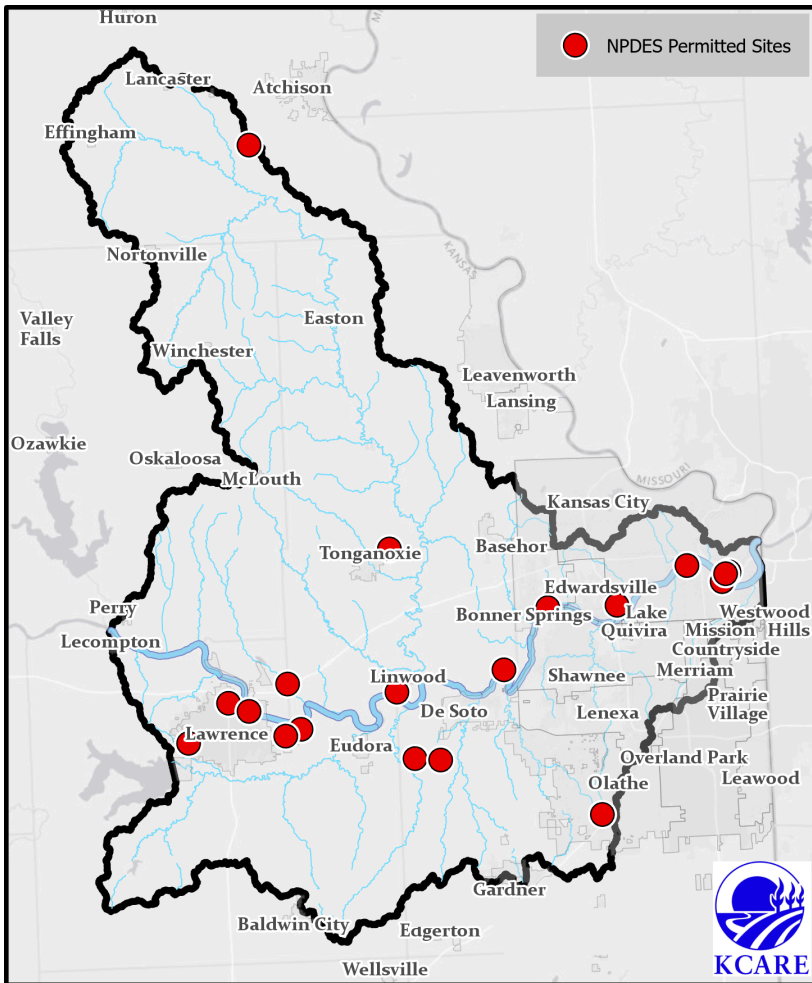 Huron
NPDES Permitted Sites
Lancaster
Atchison
Effingham
KANSAS
Nortonville
Easton
Valley
Falls
Winchester
Leavenworth
Lansing
Ozawkie
Oskaloosa
McLouth
MISSOURI
Kansas City
Tonganoxie
Basehor
Edwardsville
Perry
Bonner Springs
Lake
Quivira
Westwood
Hills
Lecompton
Mission
Countryside
Linwood
Shawnee
Merriam
De Soto
Lenexa
Prairie
Village
Lawrence
Eudora
Overland Park
Olathe
Leawood
Gardner
Baldwin City
Edgerton
Wellsville
KCARE